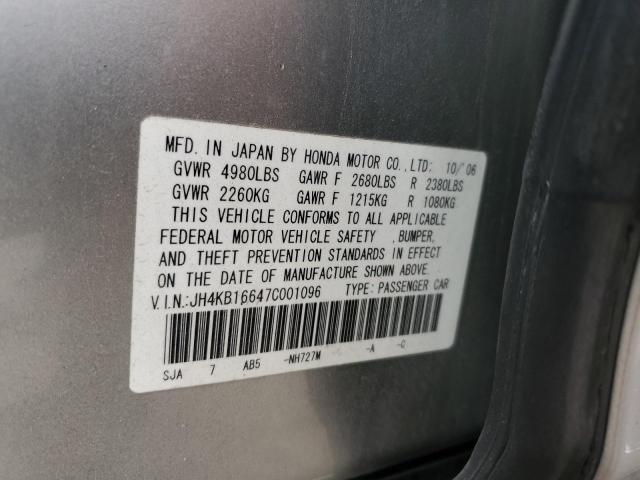 MFD. IN JAPAN BY HONDA MOTOR CO., LTD: 10/'06
GVWR 4980LBS GAWR F 2680LBS R 2380LBS
GVWR 2260KG GAWR F 1215KG R 1080KG
THIS VEHICLE CONFORMS TO ALL APPLICABLE
FEDERAL MOTOR VEHICLE SAFETY , BUMPER,
AND THEFT PREVENTION STANDARDS IN EFFECT
ON THE DATE OF MANUFACTURE SHOWN ABOVE.
V.I.N.:JH4KB16647C001096 TYPE: PASSENGER CAR
SJA 7 AB5 -NH727M - -A -C